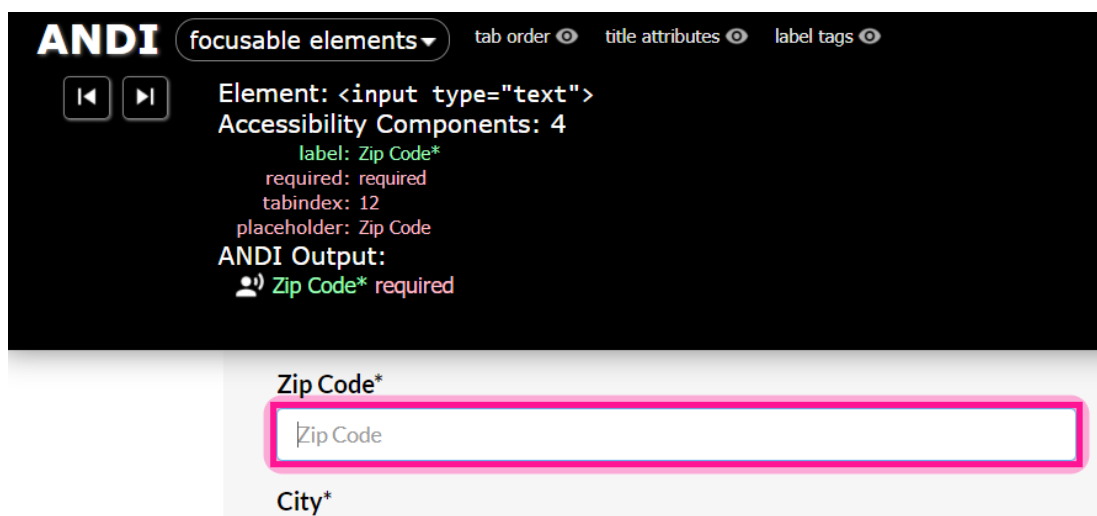 ANDI focusable elements tab order title attributes label tags
Element: <input type="text">
Accessibility Components: 4
label: Zip Code*
required: required
tabindex: 12
placeholder: Zip Code
ANDI Output:
Zip Code* required
Zip Code*
Zip Code
City*